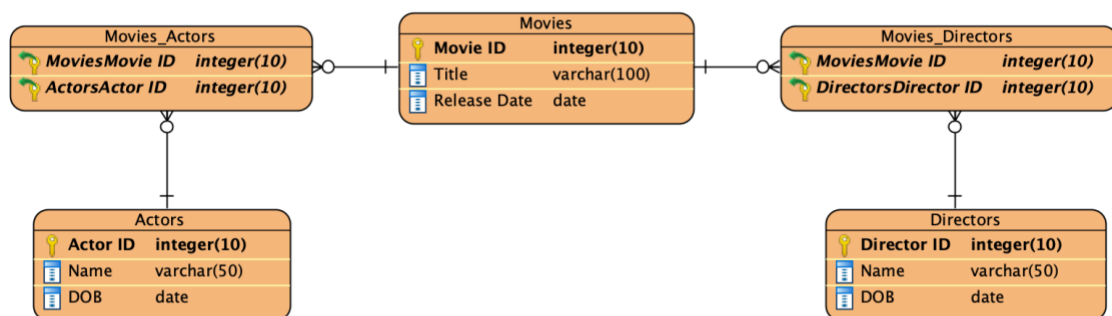 Movies_Actors
MoviesMovie ID integer(10)
ActorsActor ID integer(10)
Movies
Movie ID integer(10)
Title varchar(100)
Release Date date
Movies_Directors
MoviesMovie ID integer(10)
DirectorsDirector ID integer(10)
Actors
Actor ID integer(10)
Name varchar(50)
DOB date
Directors
Director ID integer(10)
Name varchar(50)
DOB date